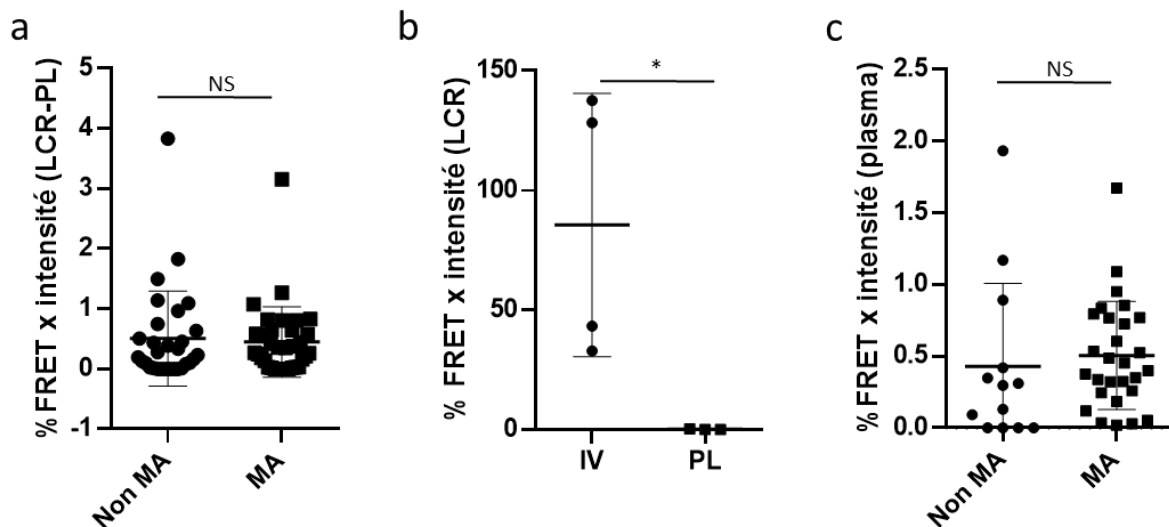 a
% FRET x intensité (LCR-PL)
5
4
3
2
1
0
-1
NS
Non MA
MA
b
% FRET x intensité (LCR)
150
100
50
0
*
IV
PL
c
% FRET x intensité (plasma)
2.5
2.0
1.5
1.0
0.5
0.0
NS
Non MA
MA